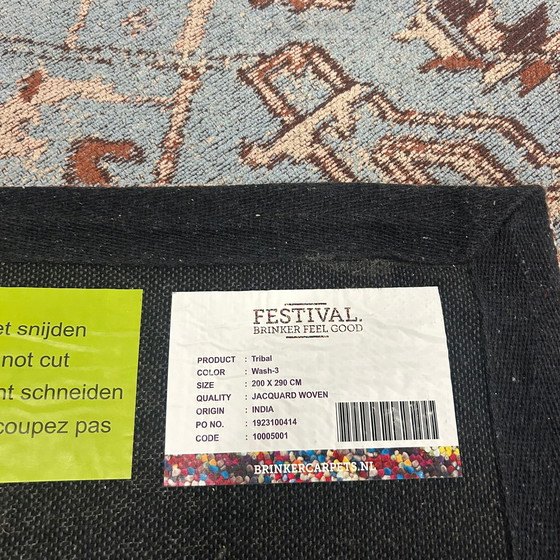 et snijden
not cut
nt schneiden
coupez pas
FESTIVAL.
BRINKER FEEL GOOD
PRODUCT : Tribal
COLOR : Wash-3
SIZE : 200 X 290 CM
QUALITY : JACQUARD WOVEN
ORIGIN : INDIA
PO NO. : 1923100414
CODE : 10005001
BRINKERCARPETS.NL